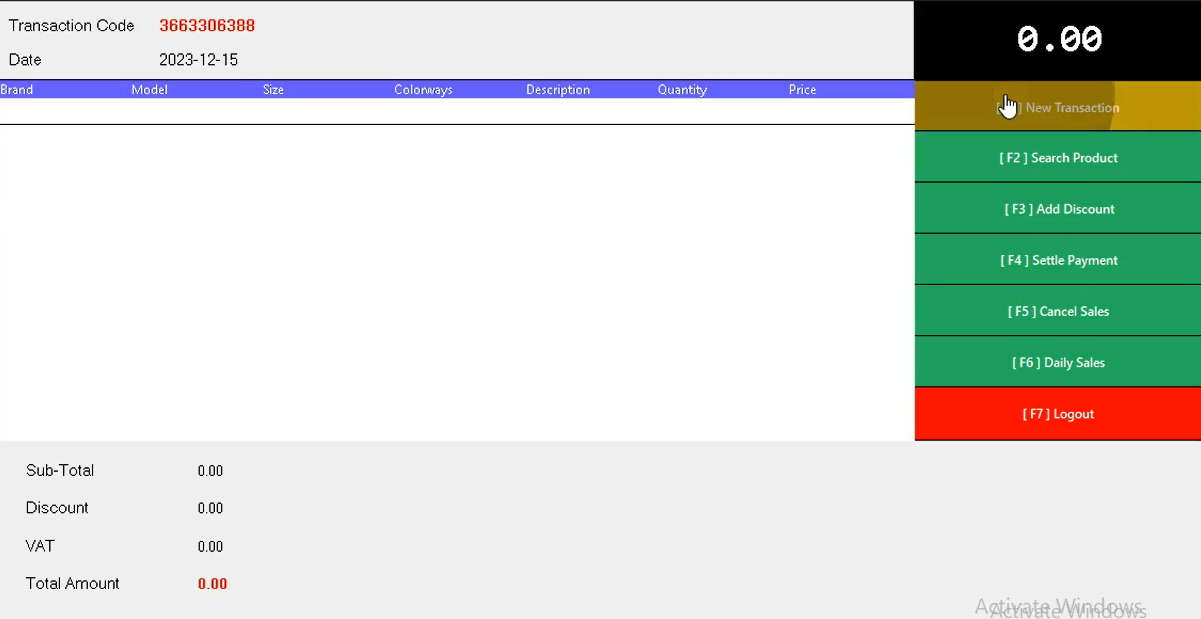 Transaction Code 3663306388
Date 2023-12-15
0.00
Brand Model Size Colorways Description Quantity Price
[ ] New Transaction
[ F2 ] Search Product
[ F3 ] Add Discount
[ F4 ] Settle Payment
[ F5 ] Cancel Sales
[ F6 ] Daily Sales
[ F7 ] Logout
Sub-Total 0.00
Discount 0.00
VAT 0.00
Total Amount 0.00
Activate Windows
Activate Windows